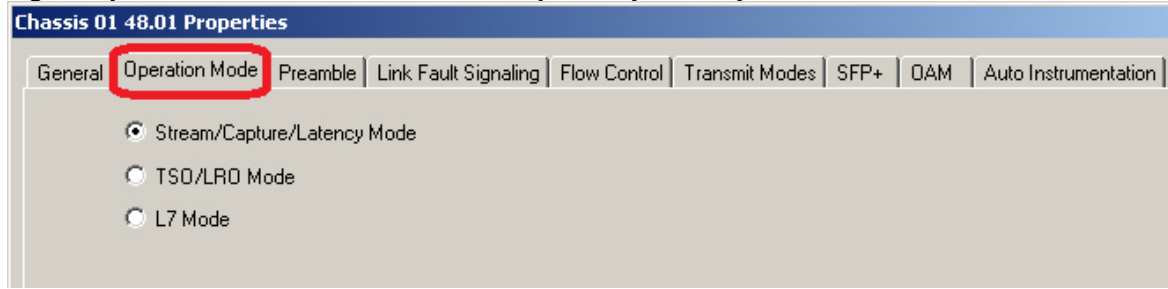 Chassis 01 48.01 Properties
General Operation Mode Preamble Link Fault Signaling Flow Control Transmit Modes SFP+ OAM Auto Instrumentation
Stream/Capture/Latency Mode
TSO/LRO Mode
L7 Mode